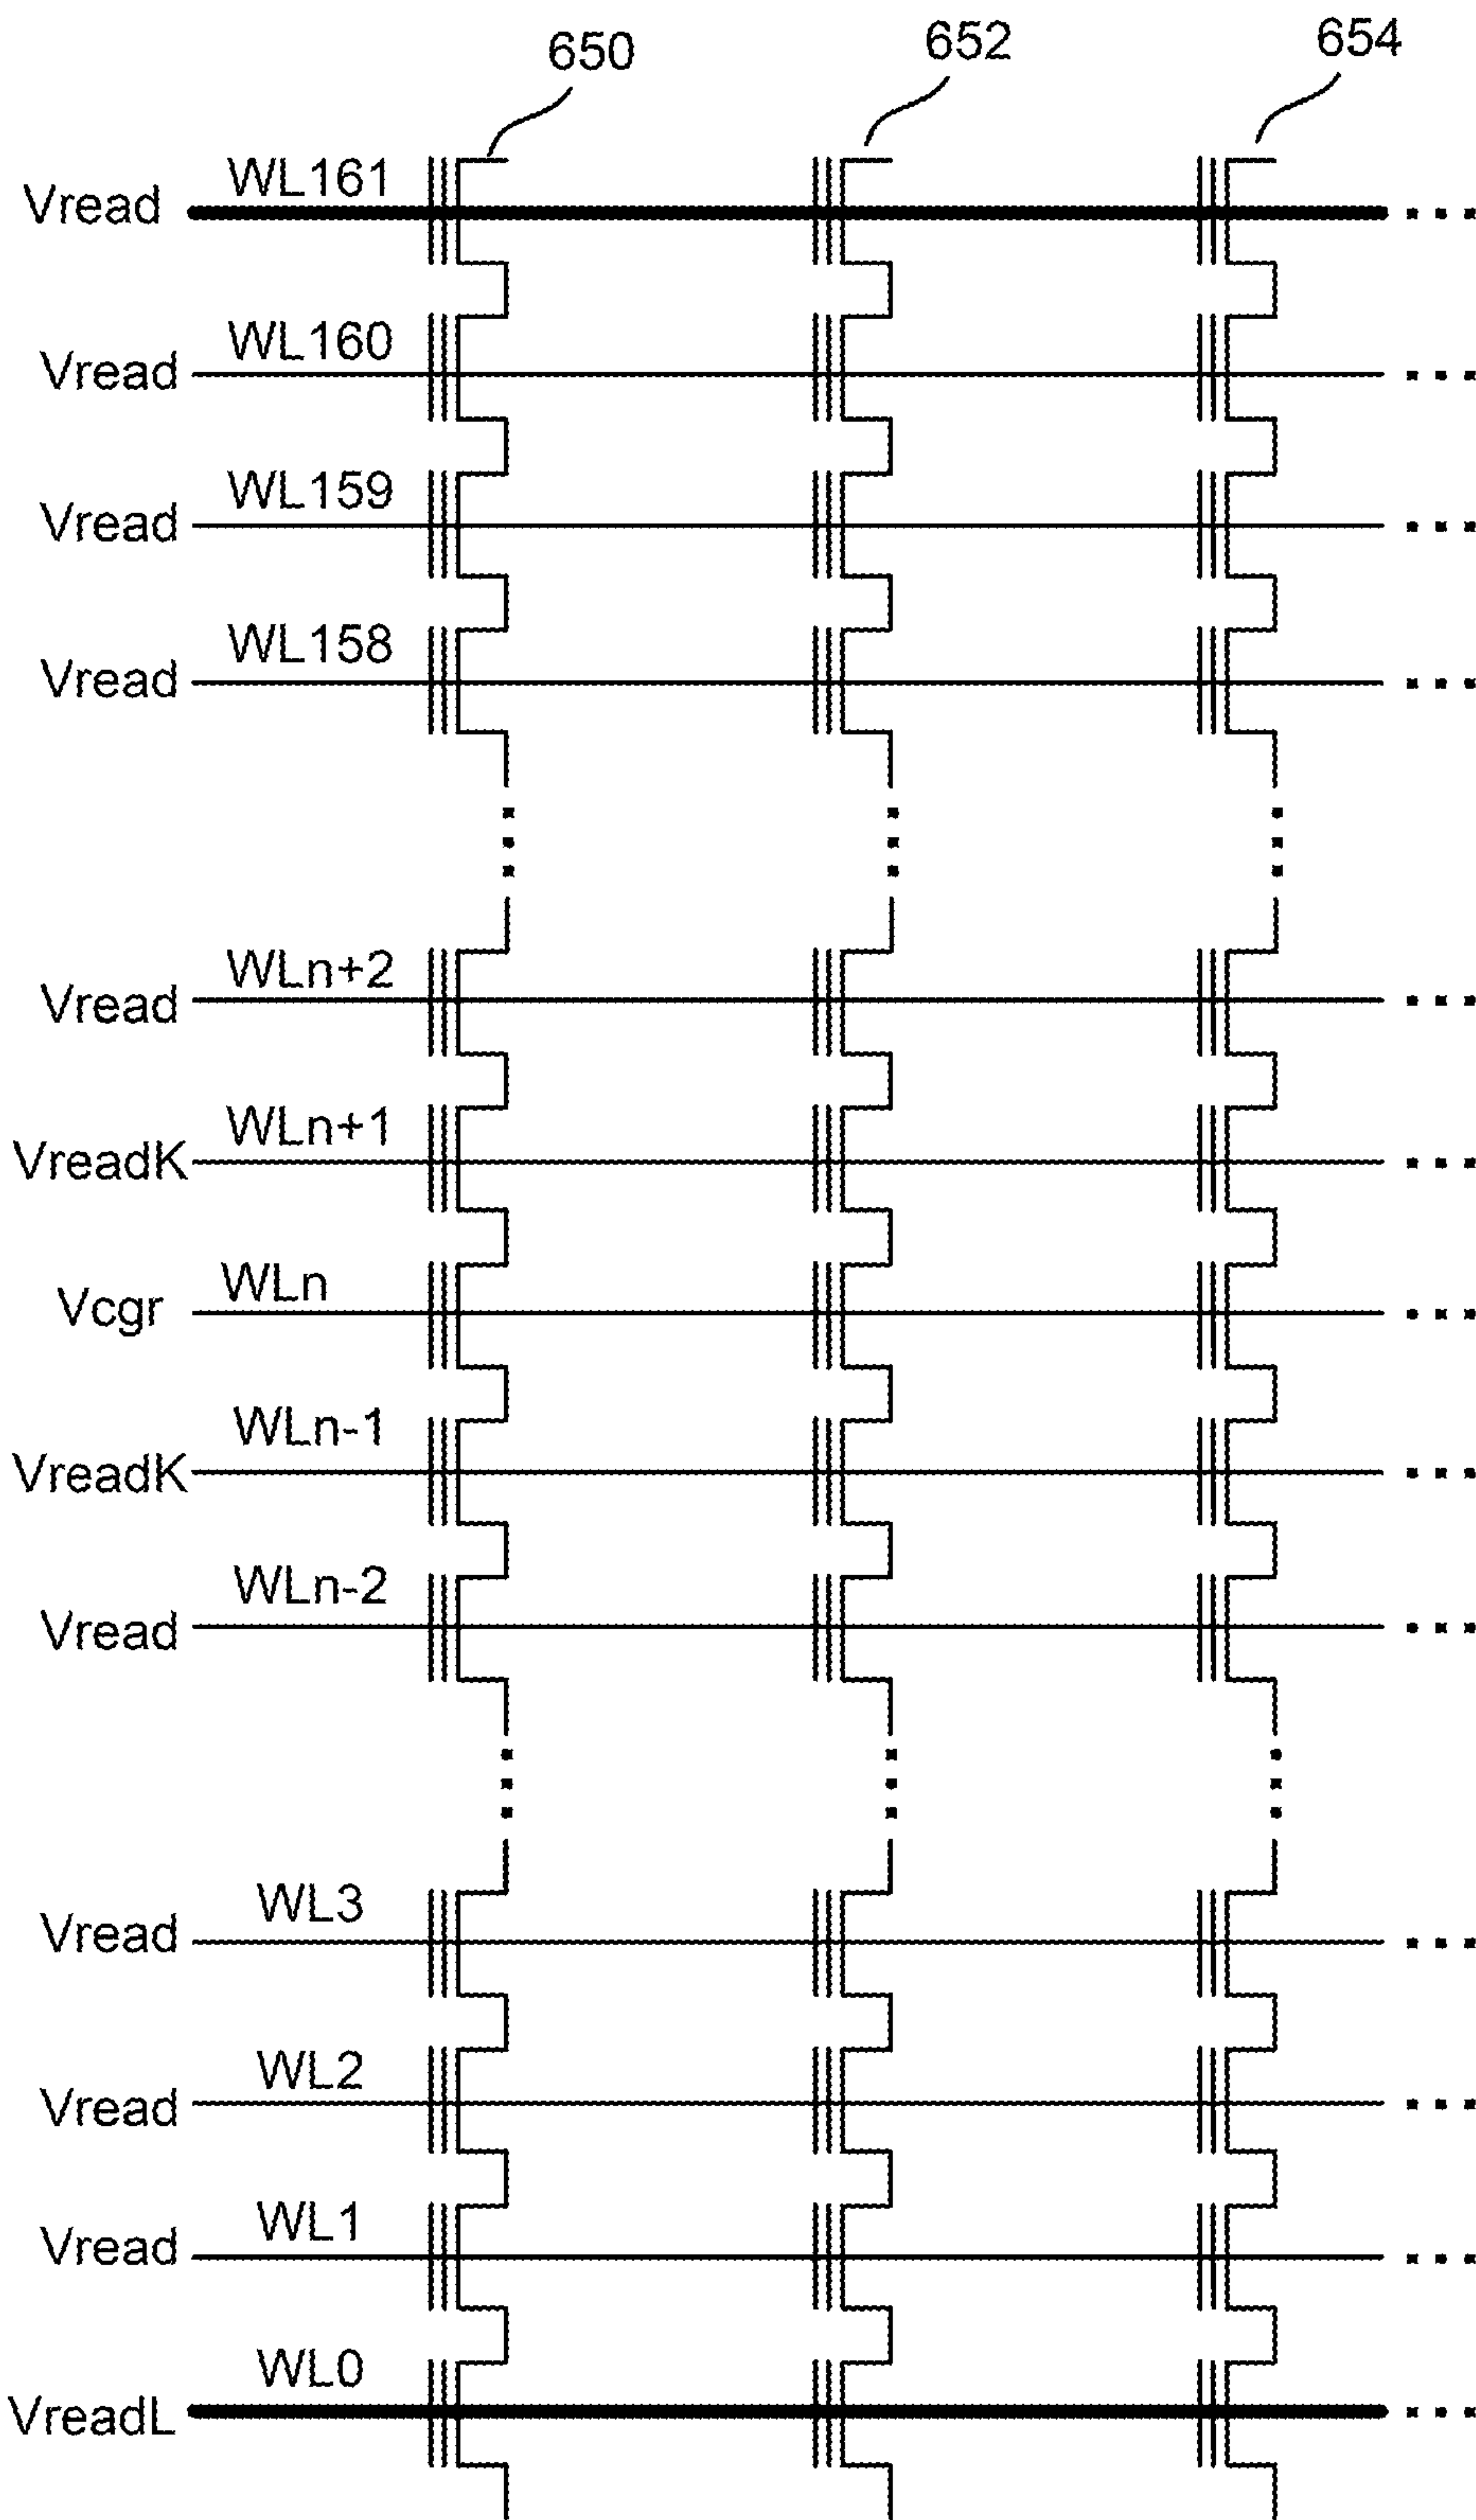 650 652 654
Vread WL161
Vread WL160
Vread WL159
Vread WL158
Vread WLn+2
VreadK WLn+1
Vcgr WLn
VreadK WLn-1
Vread WLn-2
Vread WL3
Vread WL2
Vread WL1
VreadL WL0